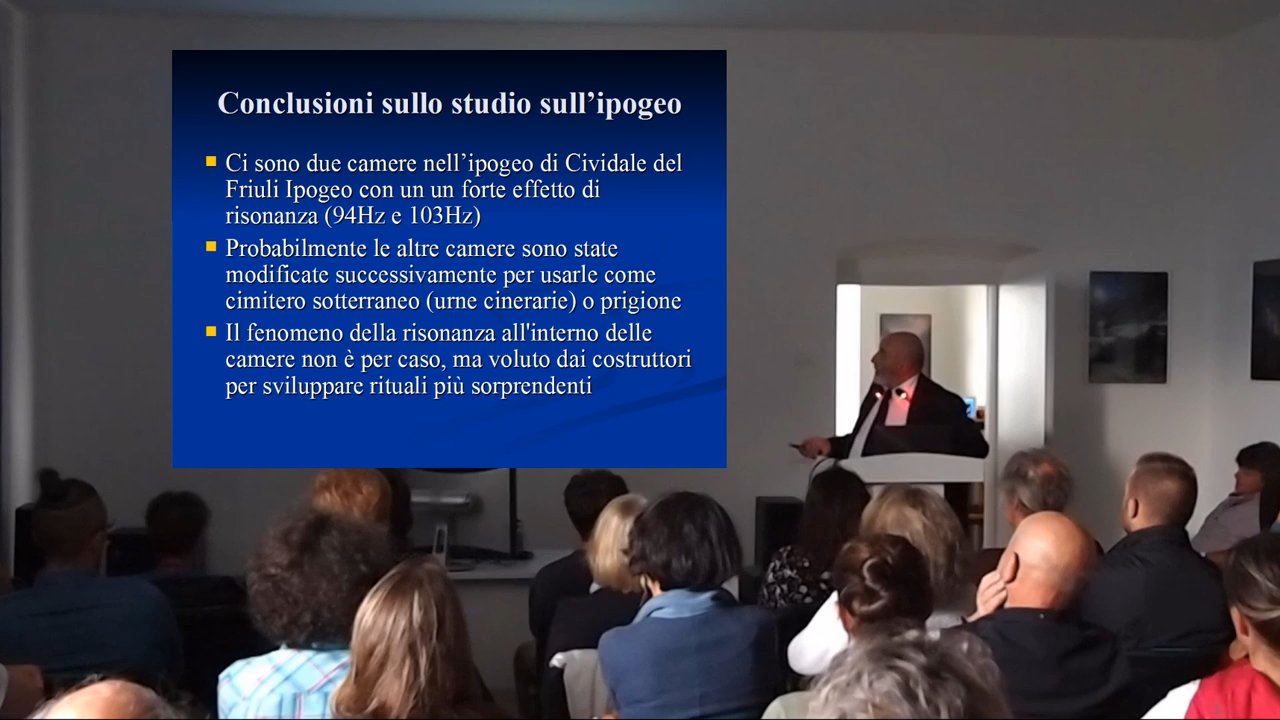 Conclusioni sullo studio sull’ipogeo
Ci sono due camere nell’ipogeo di Cividale del
Friuli Ipogeo con un un forte effetto di
risonanza (94Hz e 103Hz)
Probabilmente le altre camere sono state
modificate successivamente per usarle come
cimitero sotterraneo (urne cinerarie) o prigione
Il fenomeno della risonanza all'interno delle
camere non è per caso, ma voluto dai costruttori
per sviluppare rituali più sorprendenti